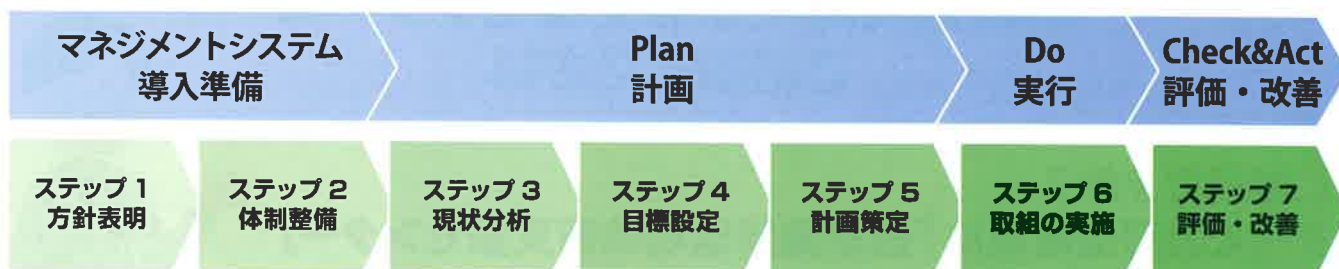 マネジメントシステム
導入準備
Plan
計画
Do
実行
Check&Act
評価・改善
ステップ1
方針表明
ステップ2
体制整備
ステップ3
現状分析
ステップ4
目標設定
ステップ5
計画策定
ステップ6
取組の実施
ステップ7
評価・改善